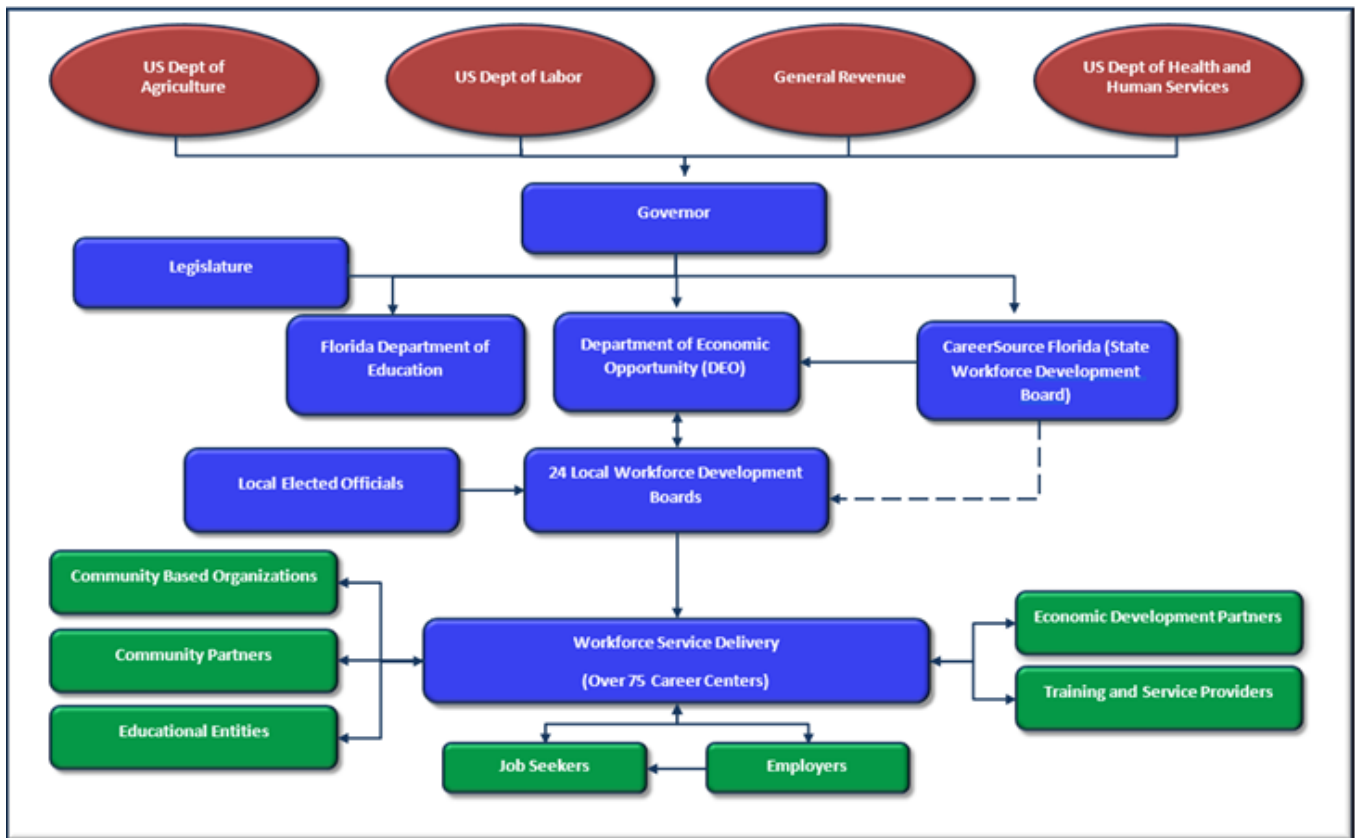 US Dept of
Agriculture
US Dept of Labor
General Revenue
US Dept of Health and
Human Services
Governor
Legislature
Florida Department of
Education
Department of Economic
Opportunity (DEO)
CareerSource Florida (State
Workforce Development
Board)
Local Elected Officials
24 Local Workforce Development
Boards
Community Based Organizations
Community Partners
Educational Entities
Workforce Service Delivery
(Over 75 Career Centers)
Economic Development Partners
Training and Service Providers
Job Seekers
Employers